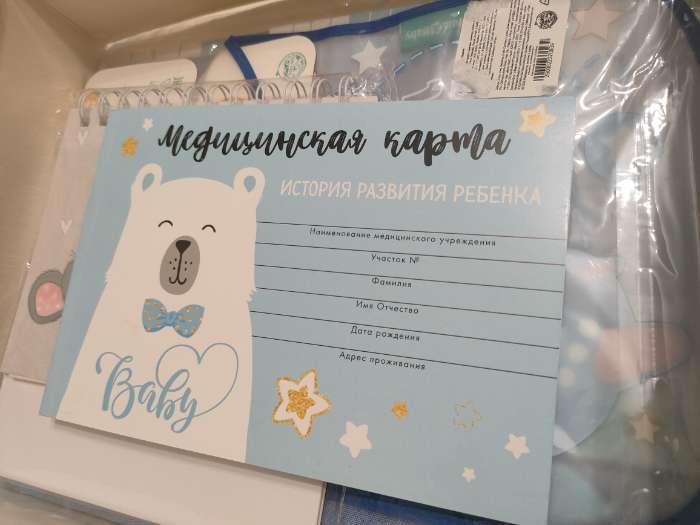 Медицинская карта
ИСТОРИЯ РАЗВИТИЯ РЕБЕНКА
Наименование медицинского учреждения
Участок №
Фамилия
Имя Отчество
Дата рождения
Адрес проживания
Baby